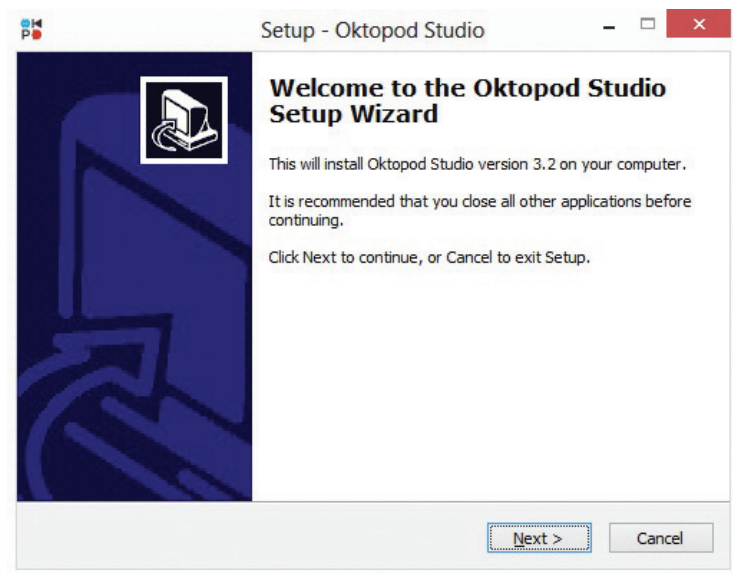 Setup - Oktopod Studio
Welcome to the Oktopod Studio
Setup Wizard
This will install Oktopod Studio version 3.2 on your computer.
It is recommended that you close all other applications before
continuing.
Click Next to continue, or Cancel to exit Setup.
Next >
Cancel